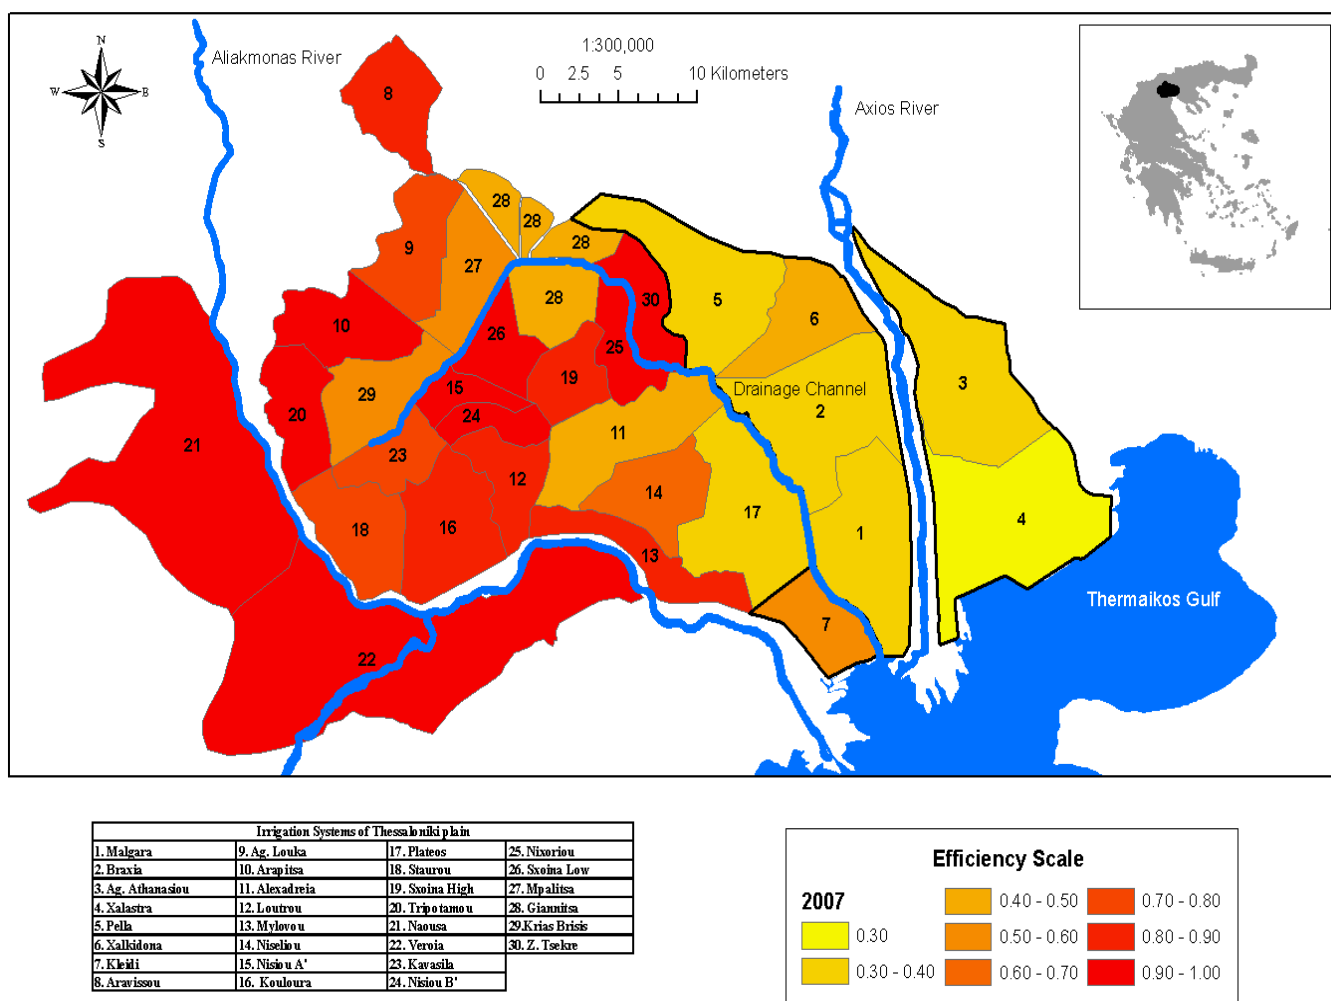 N
W E
S
Aliakmonas River
1:300,000
0 2.5 5 10 Kilometers
Axios River
8
28
28
9
27
28
5
30
28
6
10
26
3
25
19
15
29
Drainage Channel
20
24
2
11
21
23
12
14
17
4
18
16
1
13
Thermaikos Gulf
7
22
Irrigation Systems of Thessaloniki plain
1. Malgara 9. Ag. Louka 17. Plateos 25. Nixoriou
2. Braxia 10. Arapitsa 18. Staurou 26. Sxoina Low
3. Ag. Athanasiou 11. Alexadreia 19. Sxoina High 27. Mpalitsa
4. Xalastra 12. Loutrou 20. Tripotamou 28. Giannitsa
5. Pella 13. Mylovou 21. Naousa 29.Krias Brisis
6. Xalkidona 14. Niseliou 22. Veroia 30. Z. Tsekre
7. Kleidi 15. Nisiou A' 23. Kavasila
8. Aravissou 16. Kouloura 24. Nisiou B'
Efficiency Scale
2007 0.40 - 0.50 0.70 - 0.80
0.30 0.50 - 0.60 0.80 - 0.90
0.30 - 0.40 0.60 - 0.70 0.90 - 1.00